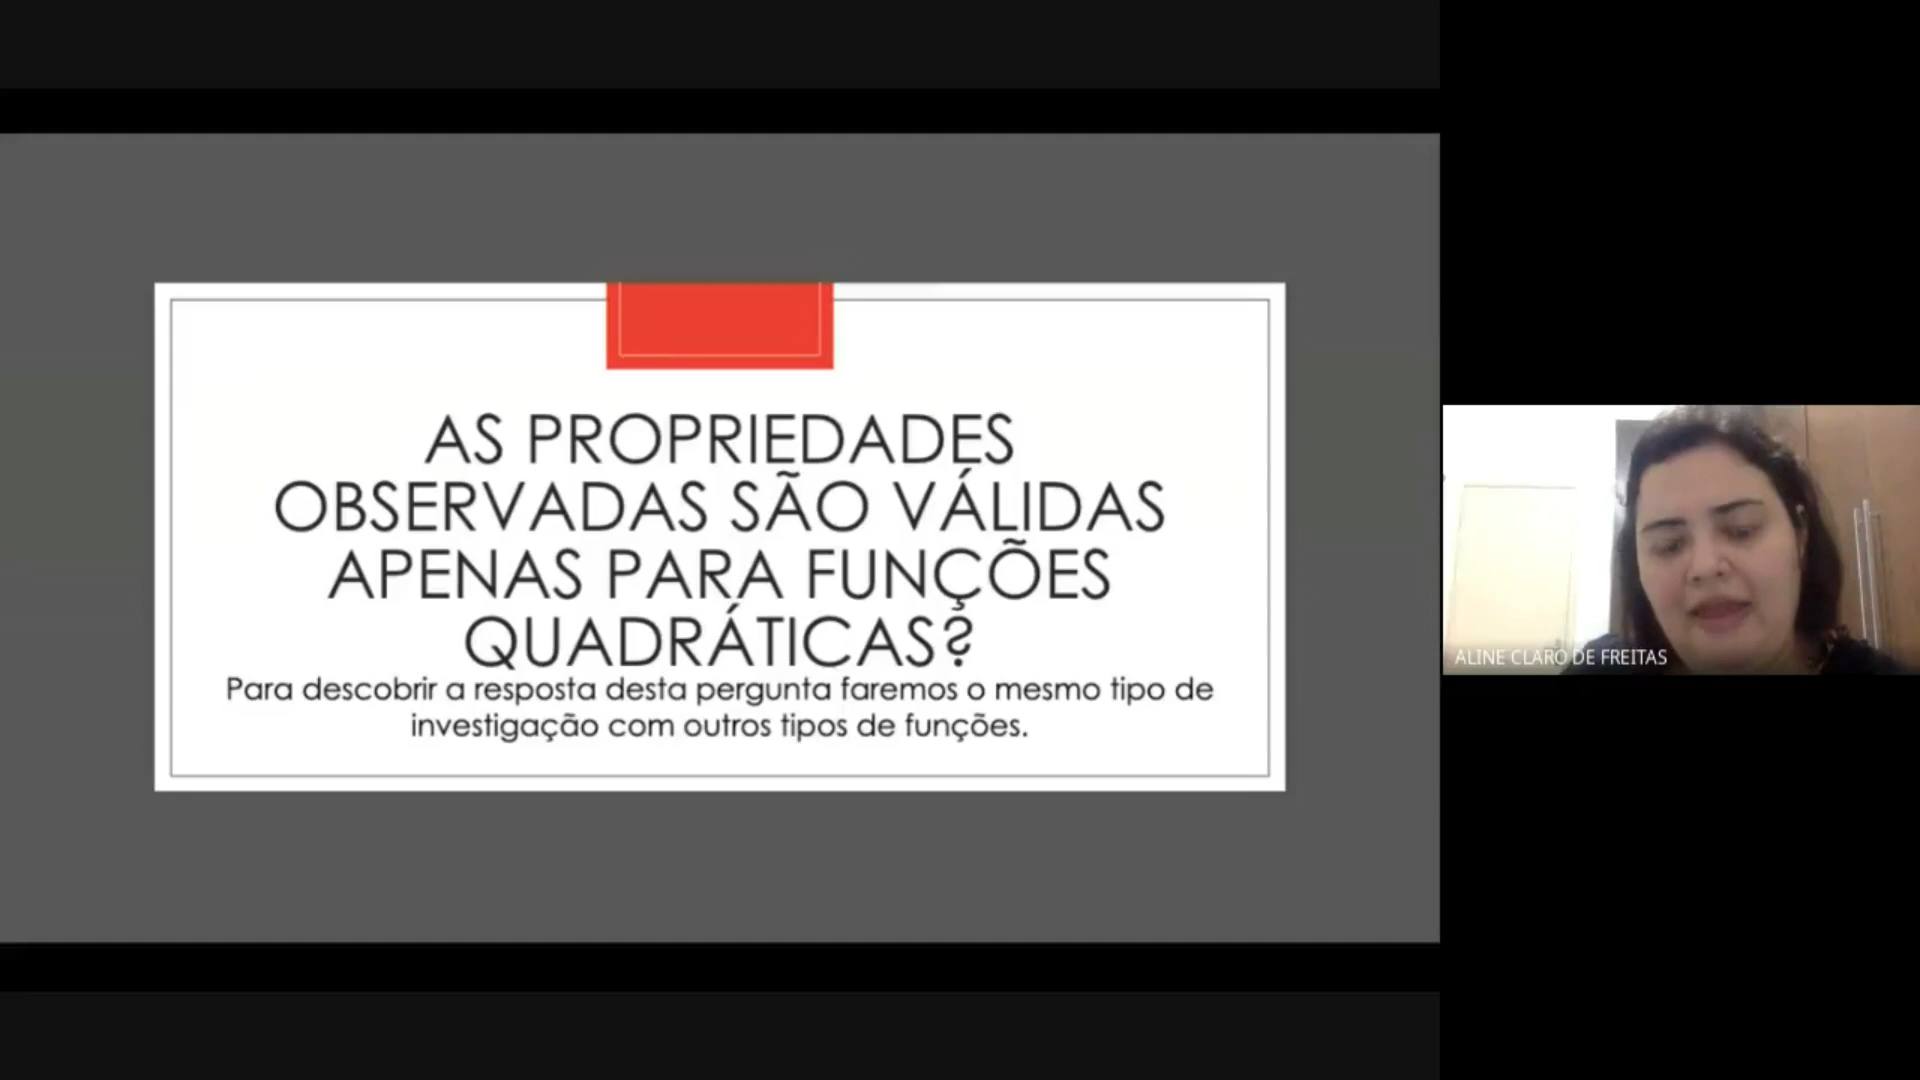 AS PROPRIEDADES
OBSERVADAS SÃO VÁLIDAS
APENAS PARA FUNÇÕES
QUADRÁTICAS?
Para descobrir a resposta desta pergunta faremos o mesmo tipo de
investigação com outros tipos de funções.
ALINE CLARO DE FREITAS